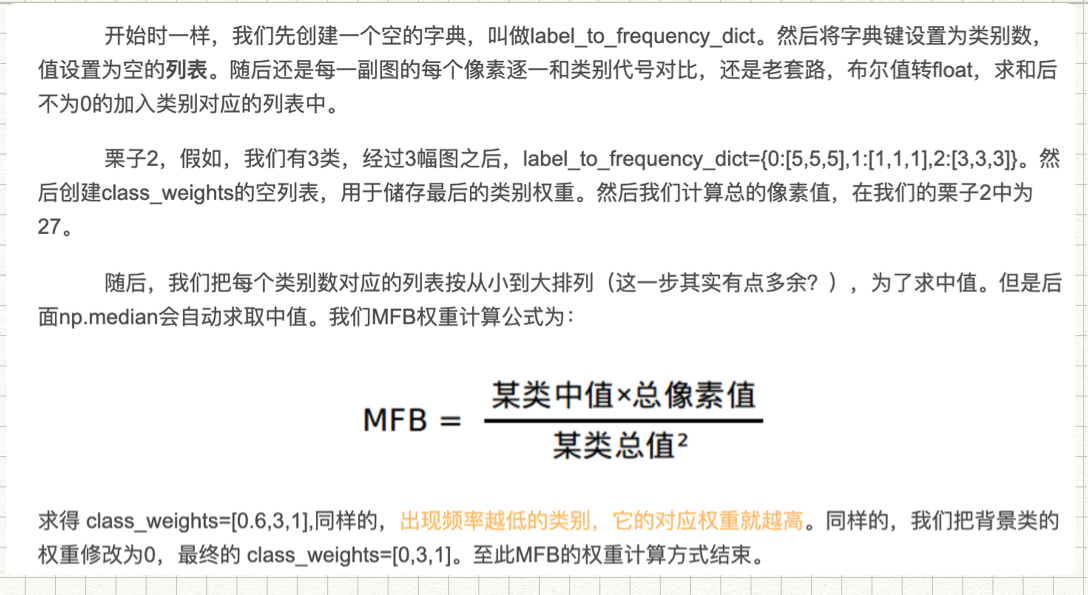 开始时一样，我们先创建一个空的字典，叫做label_to_frequency_dict。然后将字典键设置为类别数，
值设置为空的列表。随后还是每一副图的每个像素逐一和类别代号对比，还是老套路，布尔值转float，求和后
不为0的加入类别对应的列表中。
栗子2，假如，我们有3类，经过3幅图之后，label_to_frequency_dict={0:[5,5,5],1:[1,1,1],2:[3,3,3]}。然
后创建class_weights的空列表，用于储存最后的类别权重。然后我们计算总的像素值，在我们的栗子2中为
27。
随后，我们把每个类别数对应的列表按从小到大排列（这一步其实有点多余？），为了求中值。但是后
面np.median会自动求取中值。我们MFB权重计算公式为：
某类中值×总像素值
MFB =
某类总值²
求得 class_weights=[0.6,3,1],同样的，出现频率越低的类别，它的对应权重就越高。同样的，我们把背景类的
权重修改为0，最终的 class_weights=[0,3,1]。至此MFB的权重计算方式结束。